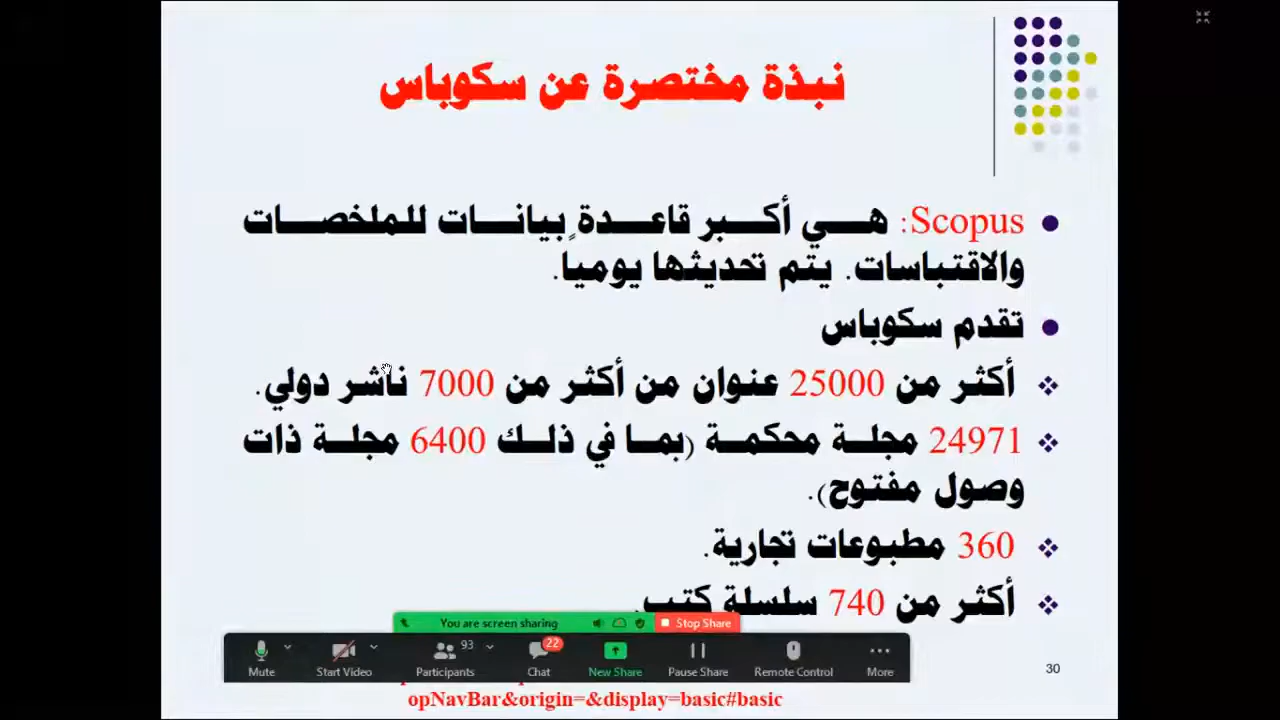 نبذة مختصرة عن سكوباس
Scopus: هي أكبر قاعدةٍ بيانات للملخصات
والاقتباسات. يتم تحديثها يوميا.
تقدم سكوباس
أكثر من 25000 عنوان من أكثر من 7000 ناشر دولي.
24971 مجلة محكمة (بما في ذلك 6400 مجلة ذات
وصول مفتوح).
360 مطبوعات تجارية.
أكثر من 740 سلسلة كتب.
You are screen sharing Stop Share
93 22
Mute Start Video Participants Chat New Share Pause Share Remote Control More
30
opNavBar&origin=&display=basic#basic